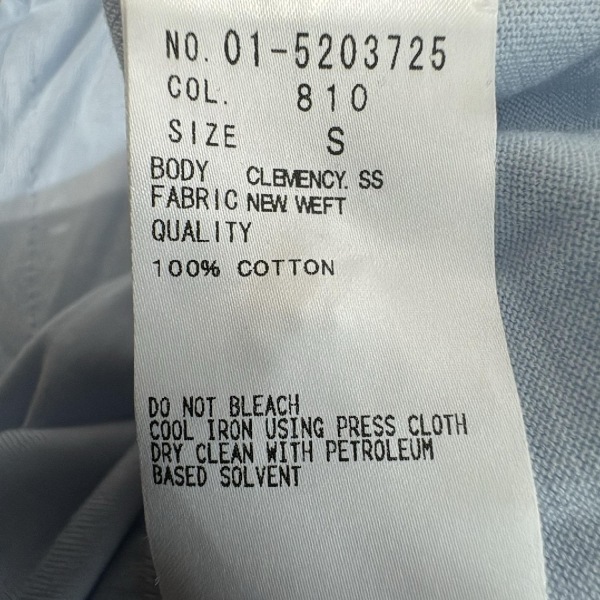 NO. 01-5203725
COL. 810
SIZE S
BODY CLEMENCY. SS
FABRIC NEW. WEFT
QUALITY
100% COTTON
DO NOT BLEACH
COOL IRON USING PRESS CLOTH
DRY CLEAN WITH PETROLEUM
BASED SOLVENT